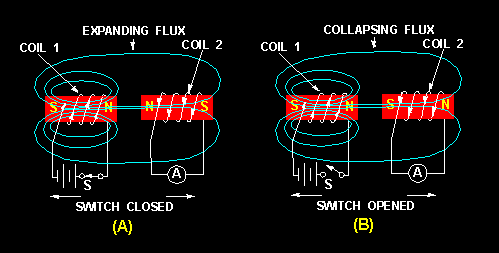 EXPANDING FLUX
COIL 1
COIL 2
S N N S
A
S
SWITCH CLOSED
(A)
COLLAPSING FLUX
COIL 1
COIL 2
S N S N
A
S
SWITCH OPENED
(B)